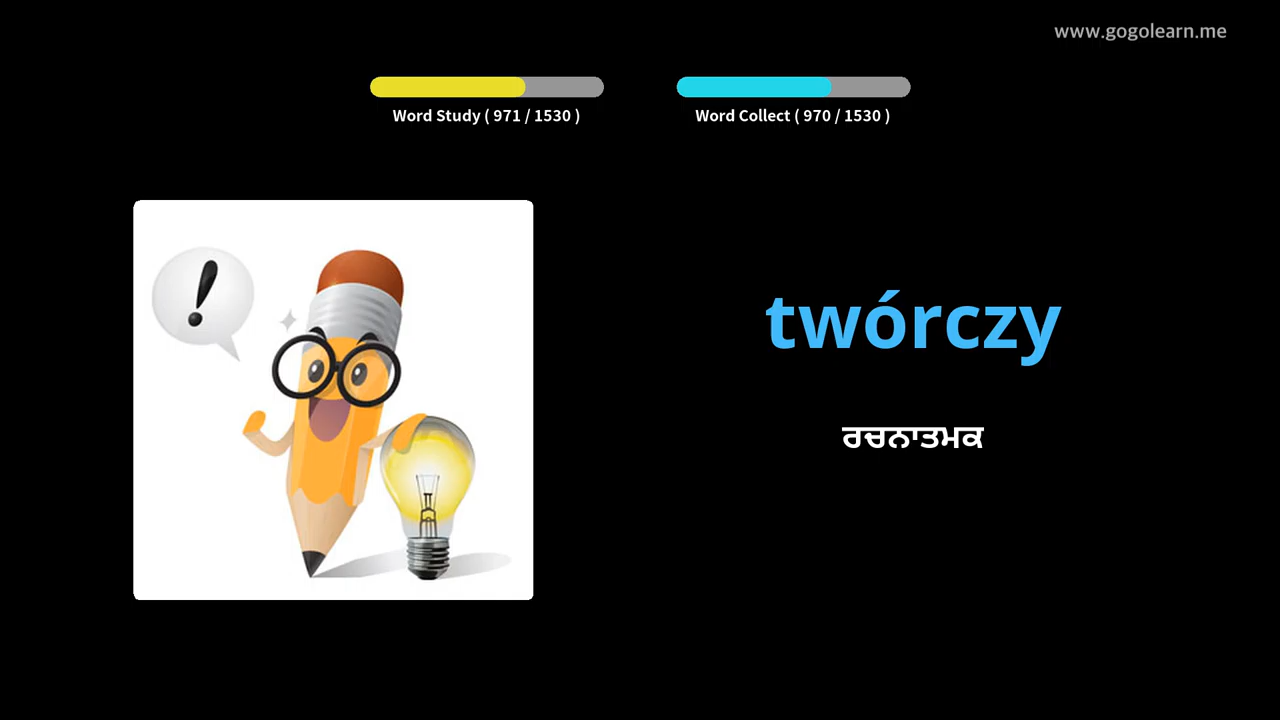 www.gogolearn.me
Word Study ( 971 / 1530 )
Word Collect ( 970 / 1530 )
!
twórczy
ਰਚਨਾਤਮਕ